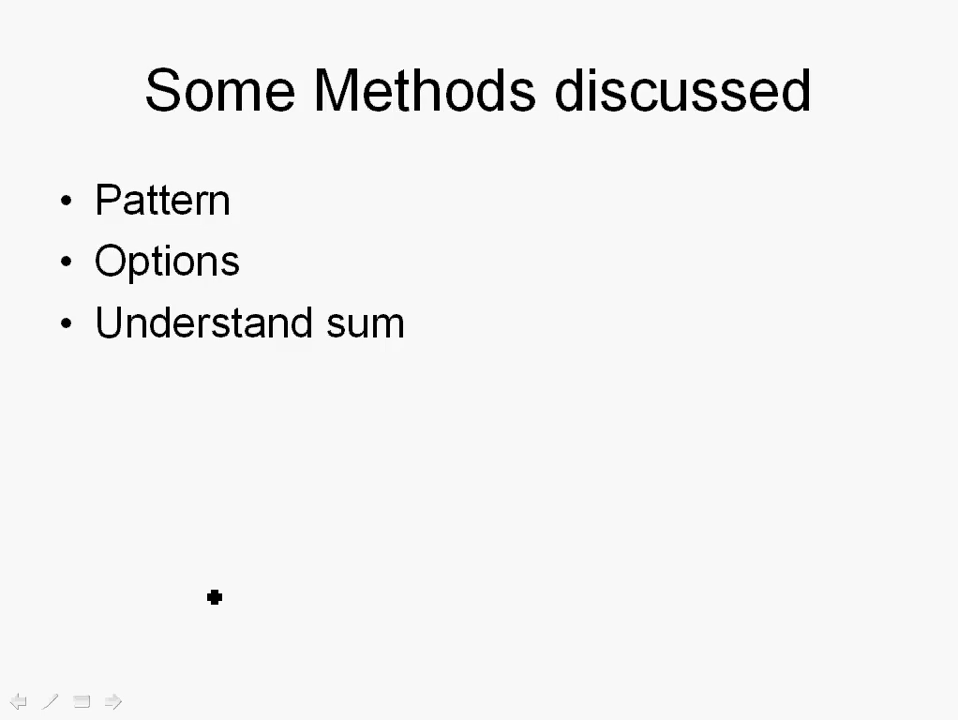 Some Methods discussed
• Pattern
• Options
• Understand sum